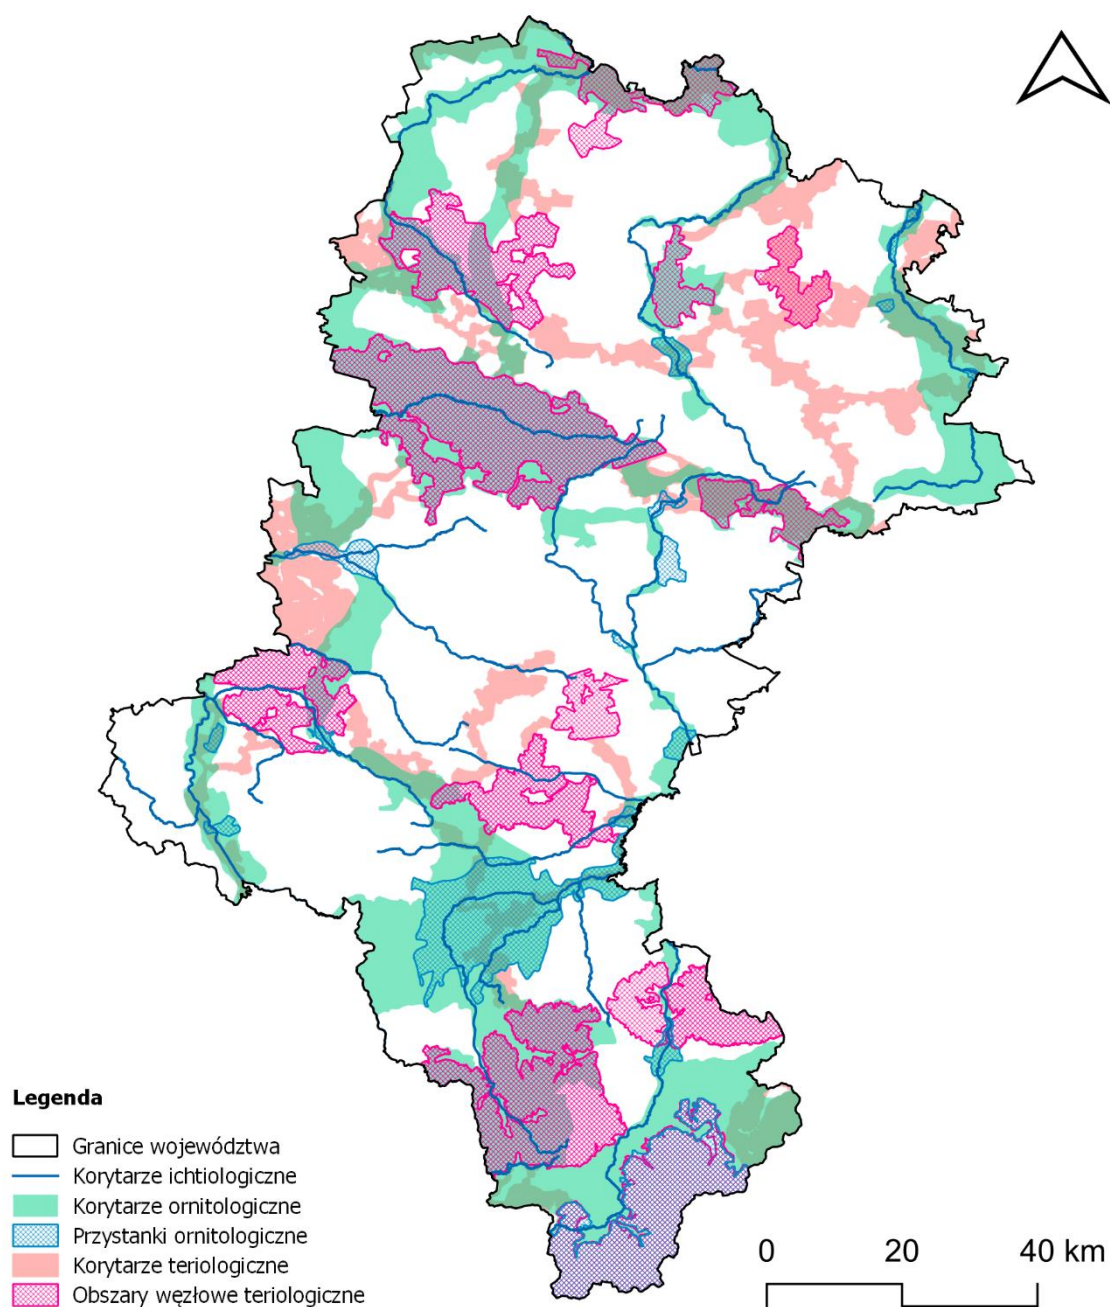 Legenda
Granice województwa
Korytarze ichtiologiczne
Korytarze ornitologiczne
Przystanki ornitologiczne
Korytarze teriologiczne
Obszary węzłowe teriologiczne
0 20 40 km